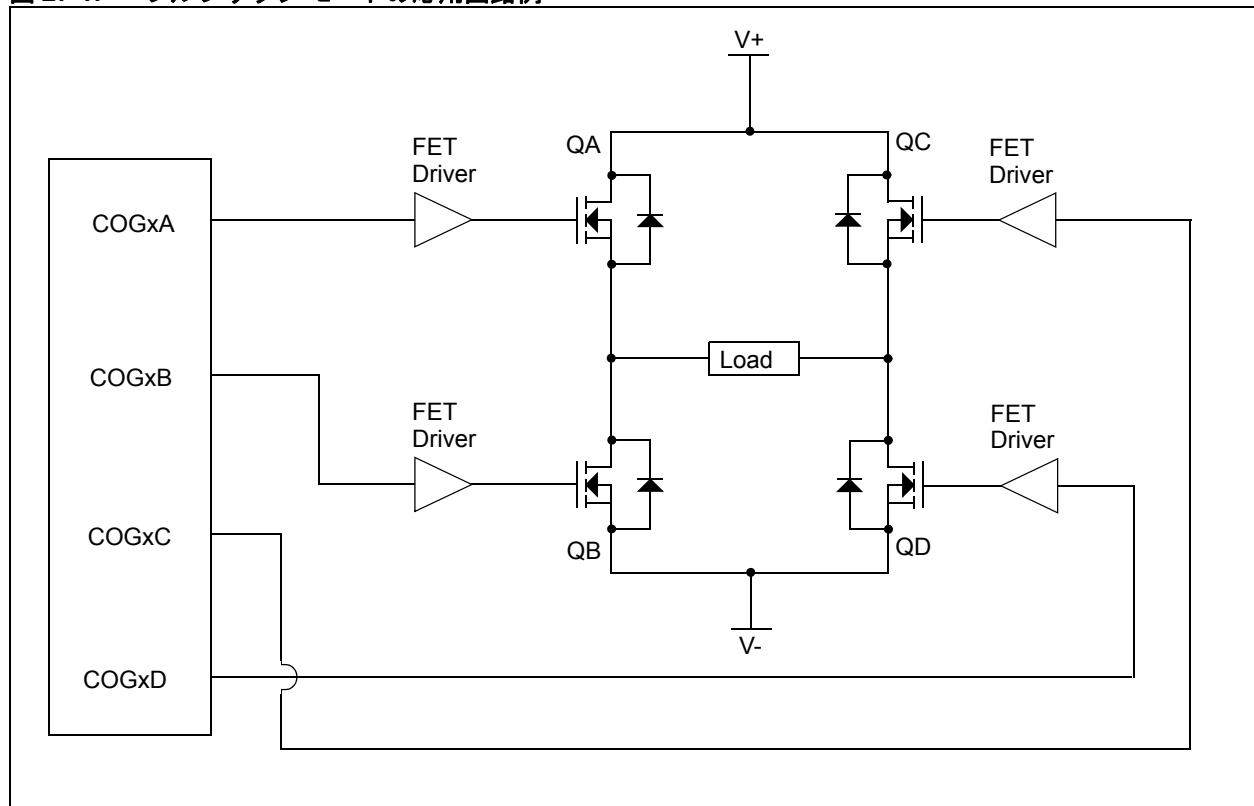 V+
QA
QC
FET
Driver
FET
Driver
COGxA
COGxB
Load
FET
Driver
FET
Driver
COGxC
QB
QD
V-
COGxD